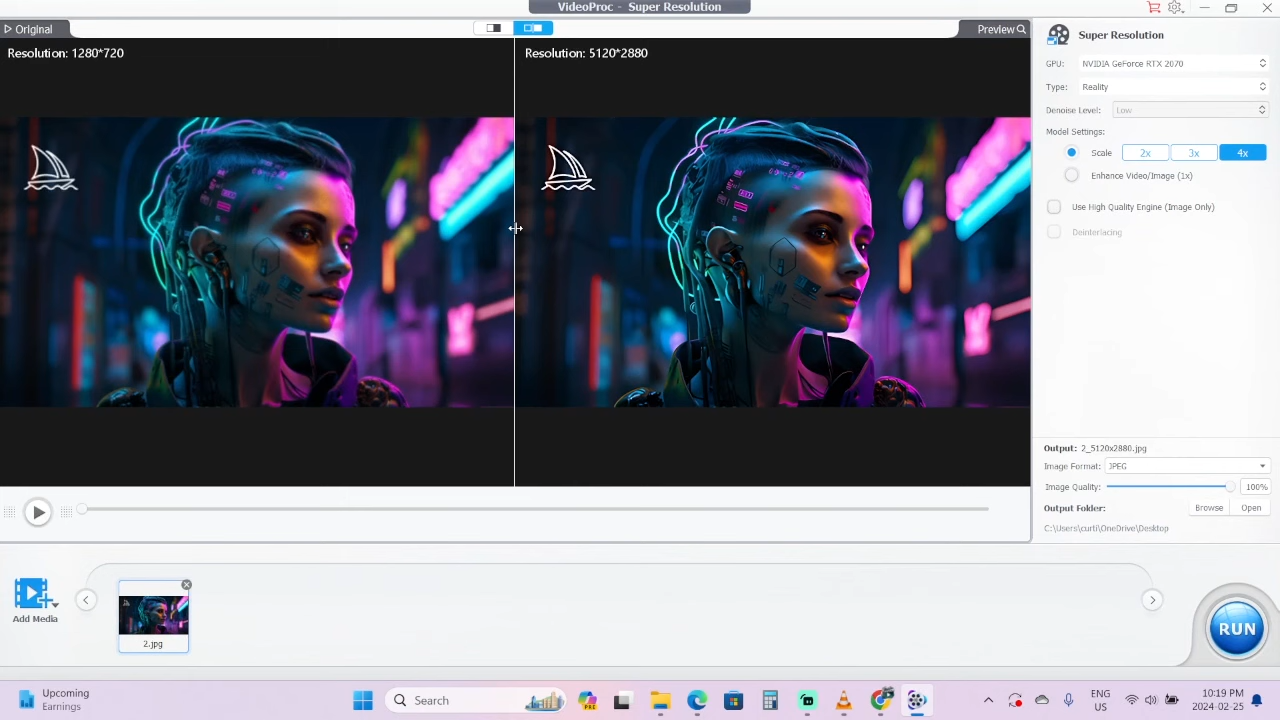 VideoProc - Super Resolution
Original
Preview
Resolution: 1280*720
Resolution: 5120*2880
Super Resolution
GPU: NVIDIA GeForce RTX 2070
Type: Reality
Denoise Level: Low
Model Settings:
Scale 2x 3x 4x
Enhance Video/Image (1x)
Use High Quality Engine (Image Only)
Deinterlacing
Output: 2_5120x2880.jpg
Image Format: JPEG
Image Quality: 100%
Output Folder: Browse Open
C:\Users\curti\OneDrive\Desktop
Add Media
2.jpg
RUN
Upcoming
Earnings
Search
ENG
US
10:19 PM
2024-02-25